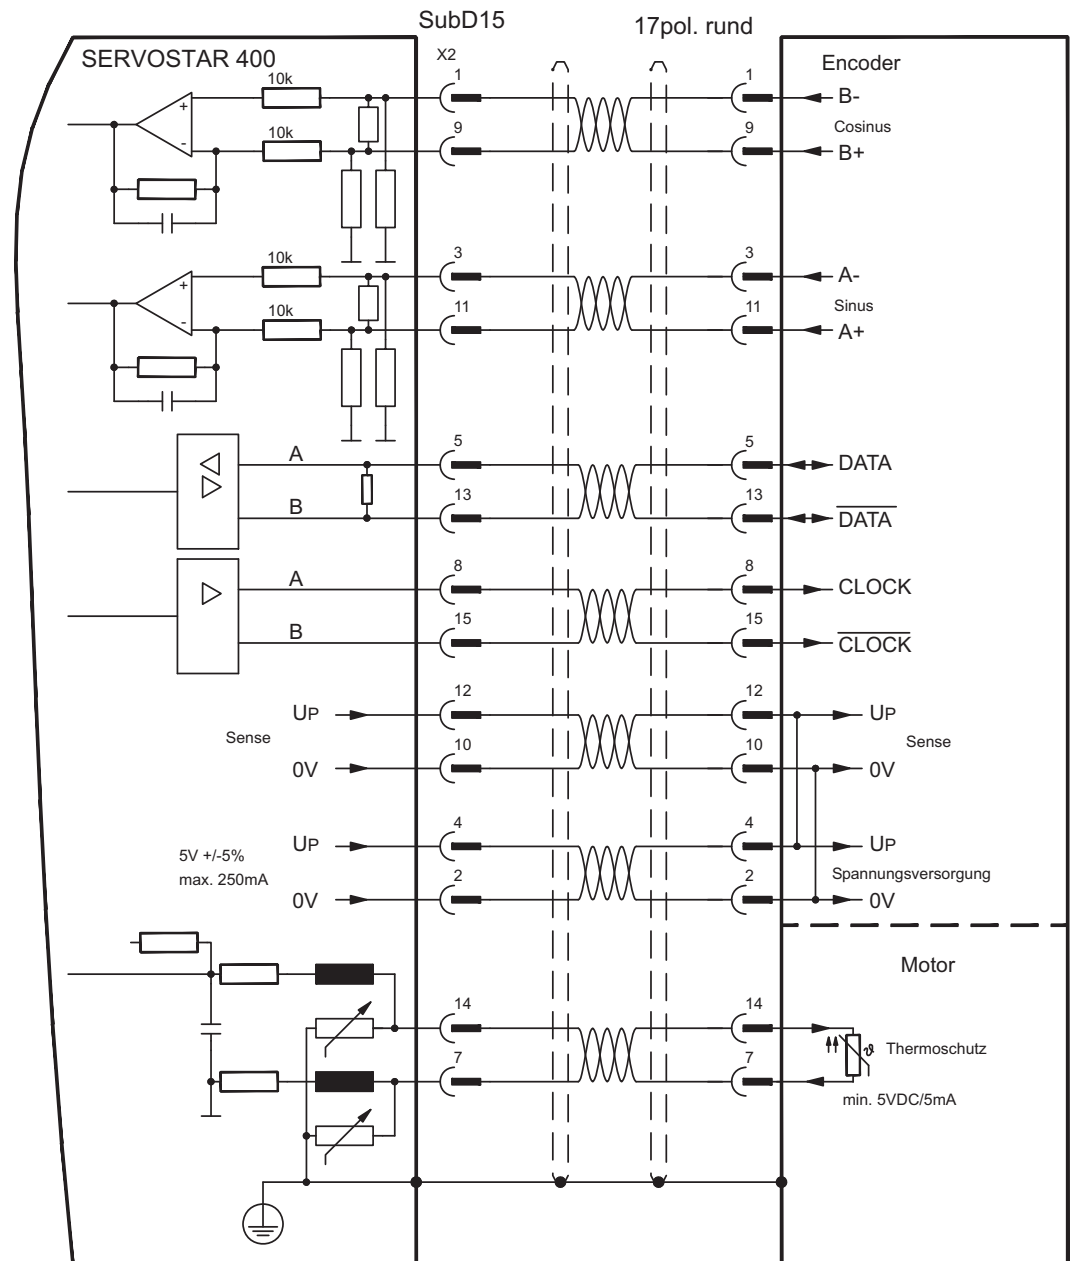 SubD15
17pol. rund
SERVOSTAR 400
X2
Encoder
10k
+
-
10k
1
1
B-
Cosinus
9
9
B+
10k
+
-
10k
3
3
A-
Sinus
11
11
A+
A
5
5
DATA
B
13
13
DATA
A
8
8
CLOCK
B
15
15
CLOCK
UP
12
12
UP
Sense
Sense
0V
10
10
0V
UP
4
4
UP
5V +/-5%
max. 250mA
Spannungsversorgung
0V
2
2
0V
Motor
14
14
ϑ Thermoschutz
7
7
min. 5VDC/5mA